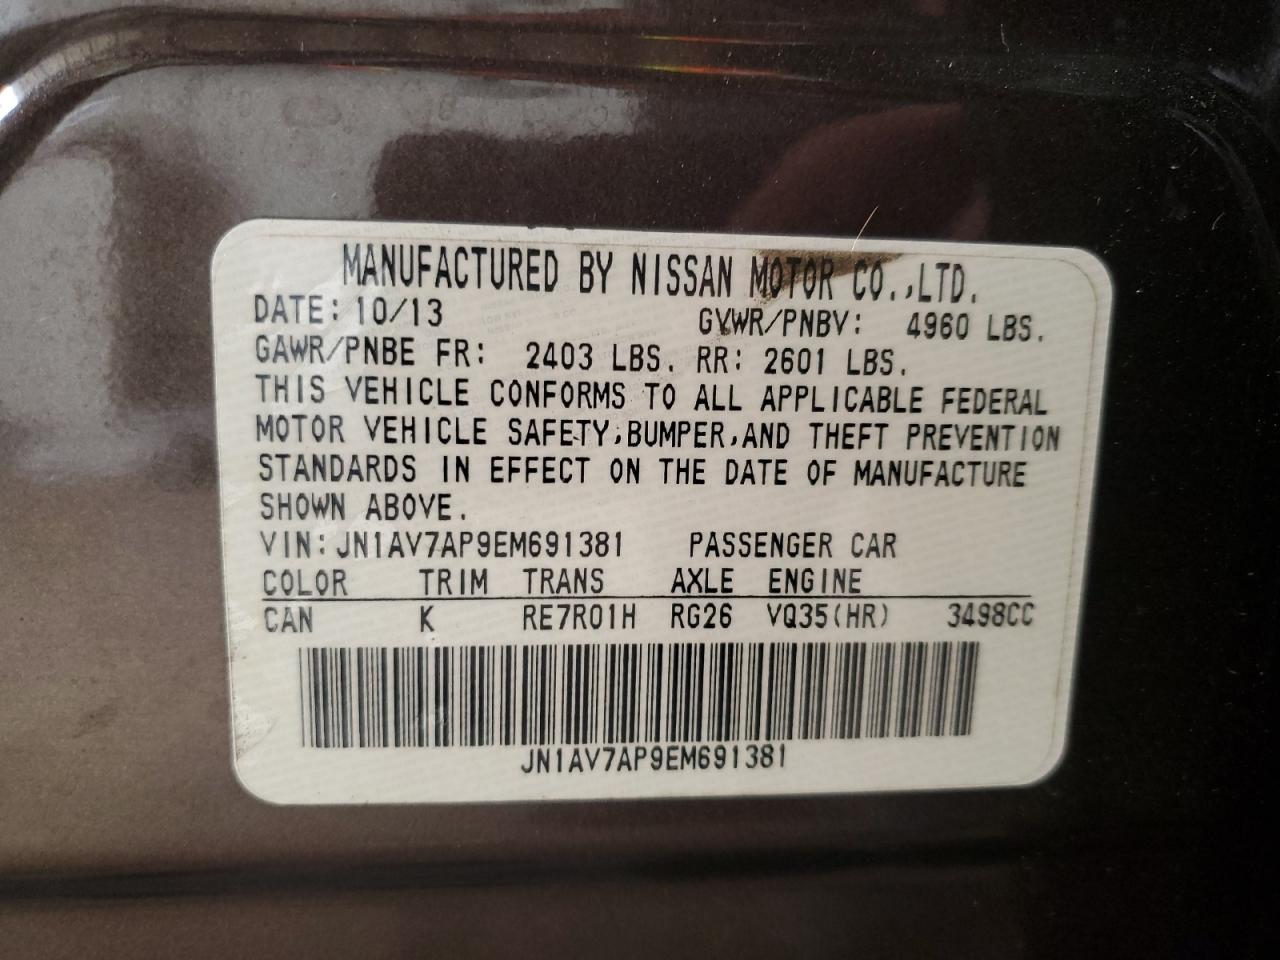 MANUFACTURED BY NISSAN MOTOR CO.,LTD.
DATE: 10/13 GVWR/PNBV: 4960 LBS.
GAWR/PNBE FR: 2403 LBS. RR: 2601 LBS.
THIS VEHICLE CONFORMS TO ALL APPLICABLE FEDERAL
MOTOR VEHICLE SAFETY,BUMPER,AND THEFT PREVENTION
STANDARDS IN EFFECT ON THE DATE OF MANUFACTURE
SHOWN ABOVE.
VIN: JN1AV7AP9EM691381 PASSENGER CAR
COLOR TRIM TRANS AXLE ENGINE
CAN K RE7R01H RG26 VQ35(HR) 3498CC
JN1AV7AP9EM691381